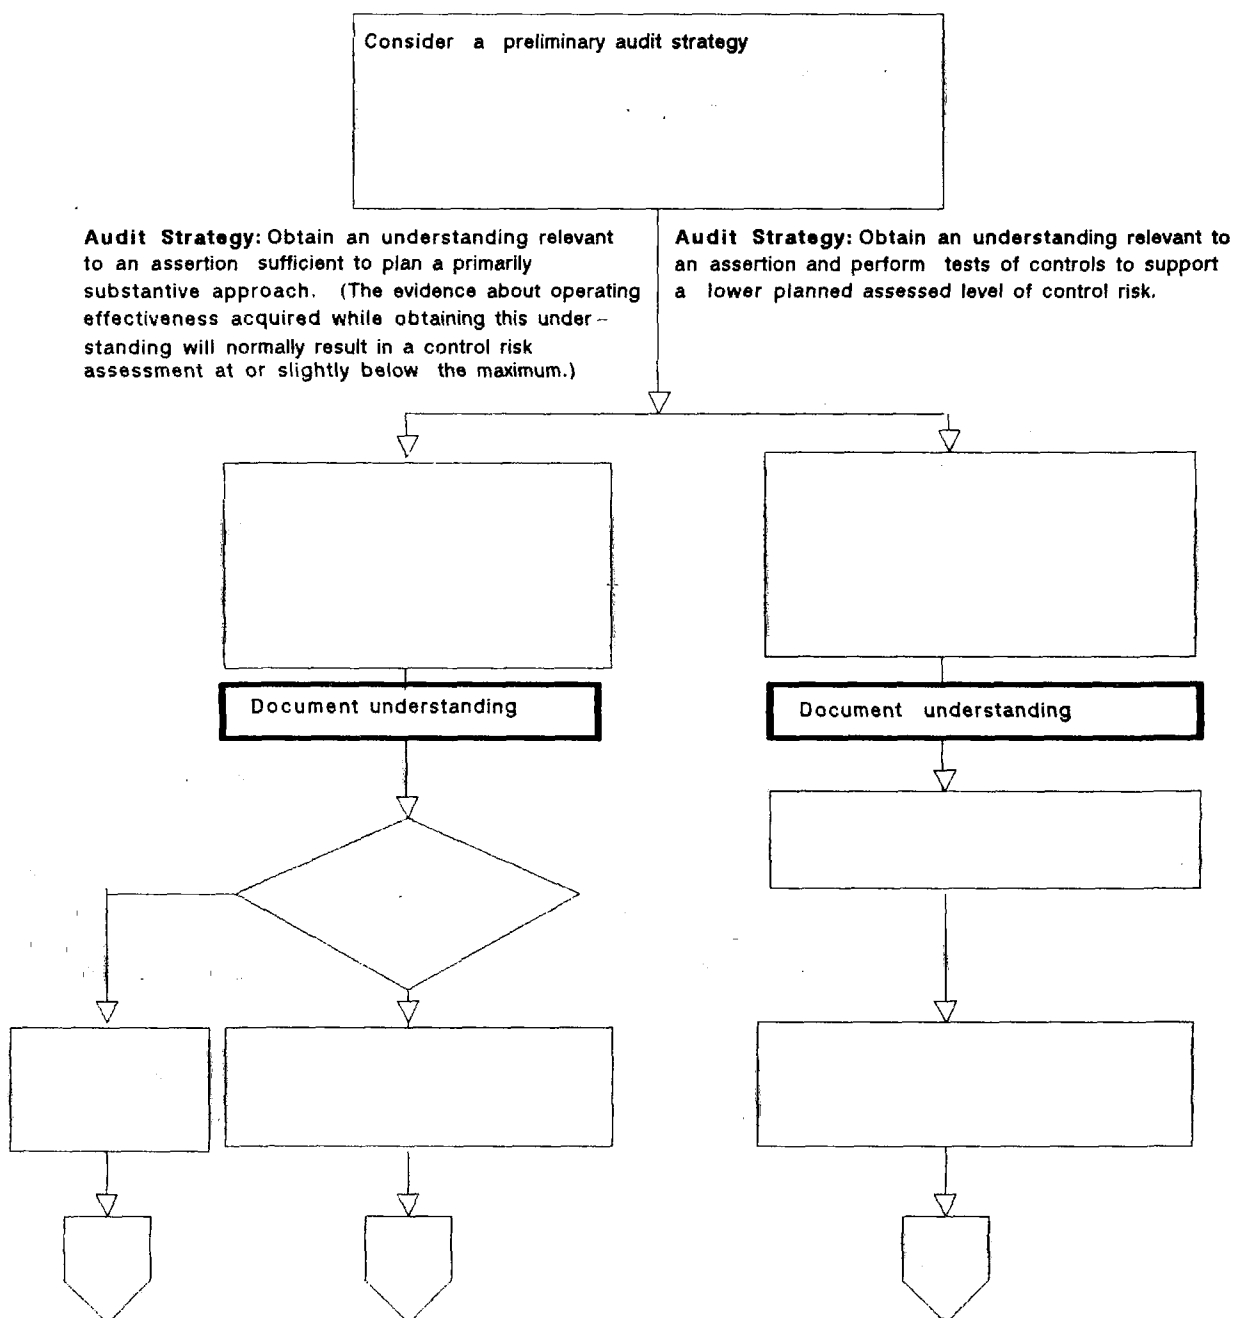 Consider a preliminary audit strategy
Audit Strategy: Obtain an understanding relevant
to an assertion sufficient to plan a primarily
substantive approach. (The evidence about operating
effectiveness acquired while obtaining this under-
standing will normally result in a control risk
assessment at or slightly below the maximum.)
Audit Strategy: Obtain an understanding relevant to
an assertion and perform tests of controls to support
a lower planned assessed level of control risk.
Document understanding
Document understanding